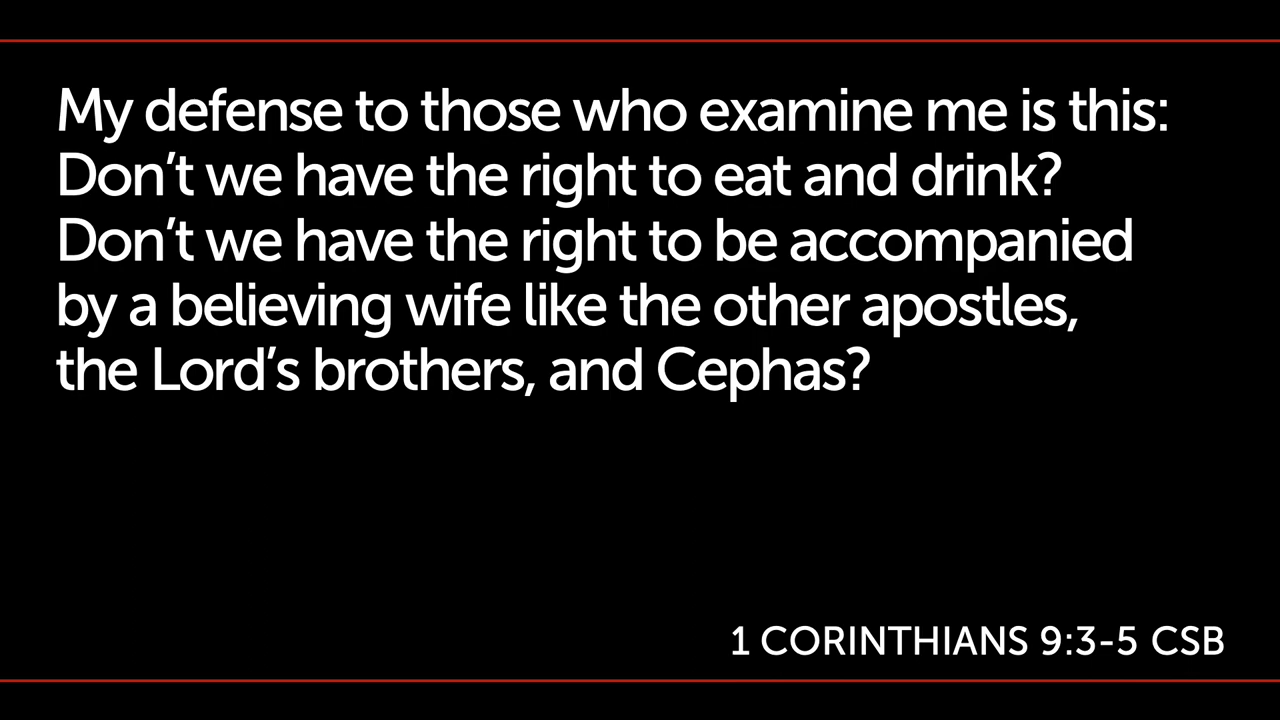 My defense to those who examine me is this:
Don’t we have the right to eat and drink?
Don’t we have the right to be accompanied
by a believing wife like the other apostles,
the Lord’s brothers, and Cephas?
1 CORINTHIANS 9:3-5 CSB